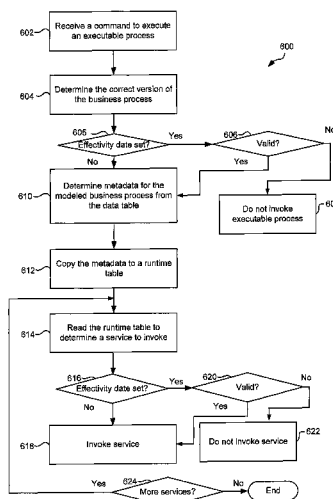 602
Receive a command to execute
an executable process
600
604
Determine the correct version of
the business process
605
Effectivity date set?
Yes
606
Valid?
No
No
Yes
610
Determine metadata for the
modeled business process from
the data table
Do not invoke
executable process
60
612
Copy the metadata to a runtime
table
614
Read the runtime table to
determine a service to invoke
616
Effectivity date set?
Yes
620
Valid?
No
No
Yes
618
Invoke service
Do not invoke service
622
Yes
624
More services?
No
End